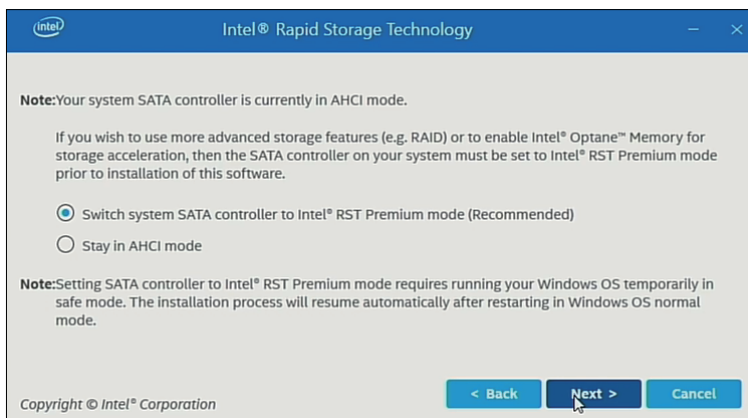 intel
Intel® Rapid Storage Technology
Note:Your system SATA controller is currently in AHCI mode.
If you wish to use more advanced storage features (e.g. RAID) or to enable Intel® Optane™ Memory for
storage acceleration, then the SATA controller on your system must be set to Intel® RST Premium mode
prior to installation of this software.
Switch system SATA controller to Intel® RST Premium mode (Recommended)
Stay in AHCI mode
Note:Setting SATA controller to Intel® RST Premium mode requires running your Windows OS temporarily in
safe mode. The installation process will resume automatically after restarting in Windows OS normal
mode.
< Back Next > Cancel
Copyright © Intel® Corporation